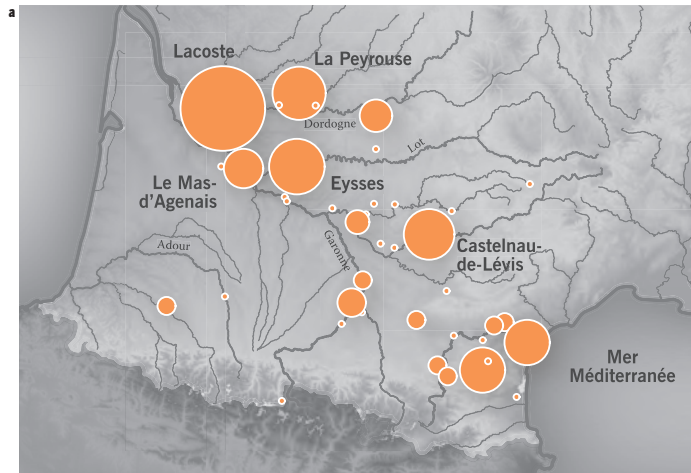 a
Lacoste
La Peyrouse
Dordogne
Lot
Le Mas-
d'Agenais
Eysses
Adour
Garonne
Castelnau-
de-Lévis
Mer
Méditerranée